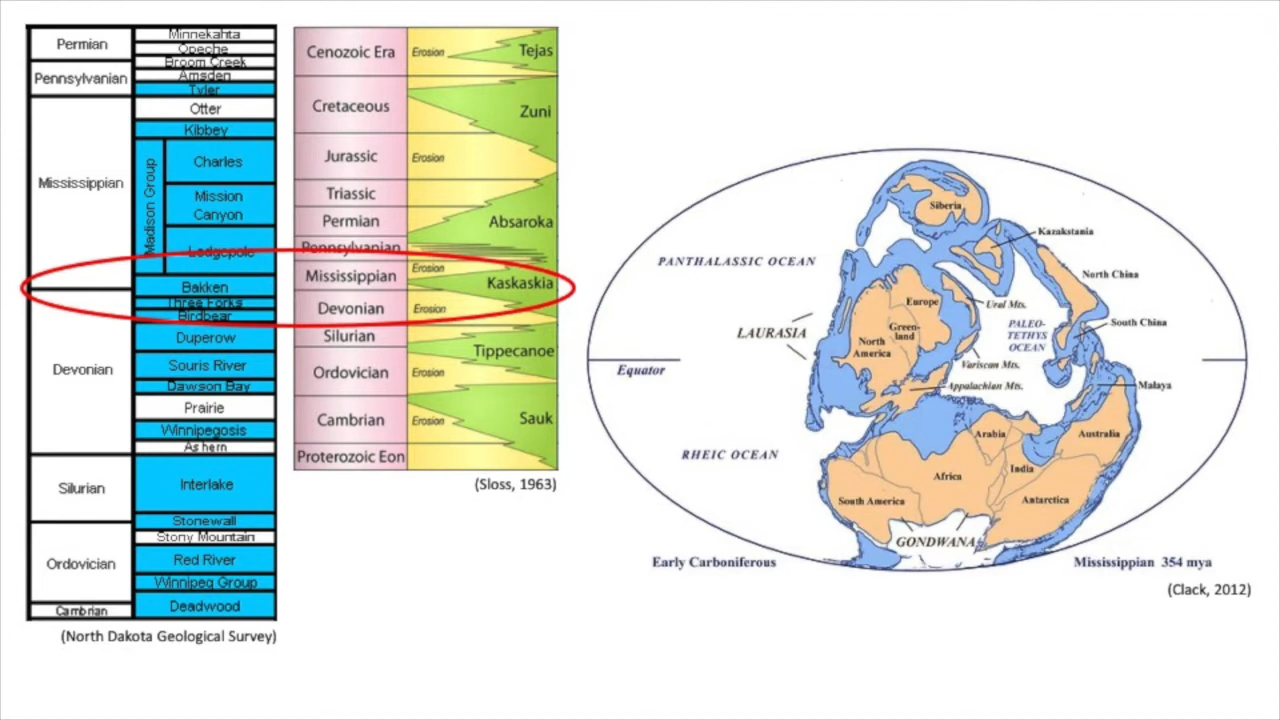 Permian
Minnekahta
Opeche
Broom Creek
Pennsylvanian
Amsden
Tyler
Mississippian
Otter
Kibbey
Madison Group
Charles
Mission
Canyon
Lodgepole
Bakken
Devonian
Three Forks
Birdbear
Duperow
Souris River
Dawson Bay
Prairie
Winnipegosis
Ashern
Silurian
Interlake
Stonewall
Ordovician
Stony Mountain
Red River
Winnipeg Group
Cambrian
Deadwood
(North Dakota Geological Survey)
Cenozoic Era Erosion Tejas
Cretaceous Zuni
Jurassic Erosion
Triassic
Permian Absaroka
Pennsylvanian
Mississippian Erosion Kaskaskia
Devonian Erosion
Silurian
Tippecanoe
Ordovician Erosion
Cambrian Erosion Sauk
Proterozoic Eon
(Sloss, 1963)
Siberia
Kazakstania
PANTHALASSIC OCEAN
North China
Europe
Ural Mts.
Green-
land
LAURASIA
PALEO-
TETHYS
OCEAN
South China
North
America
Variscan Mts.
Equator
Appalachian Mts.
Malaya
Arabia
Australia
RHEIC OCEAN
India
Africa
South America
Antarctica
GONDWANA
Early Carboniferous
Mississippian 354 mya
(Clack, 2012)